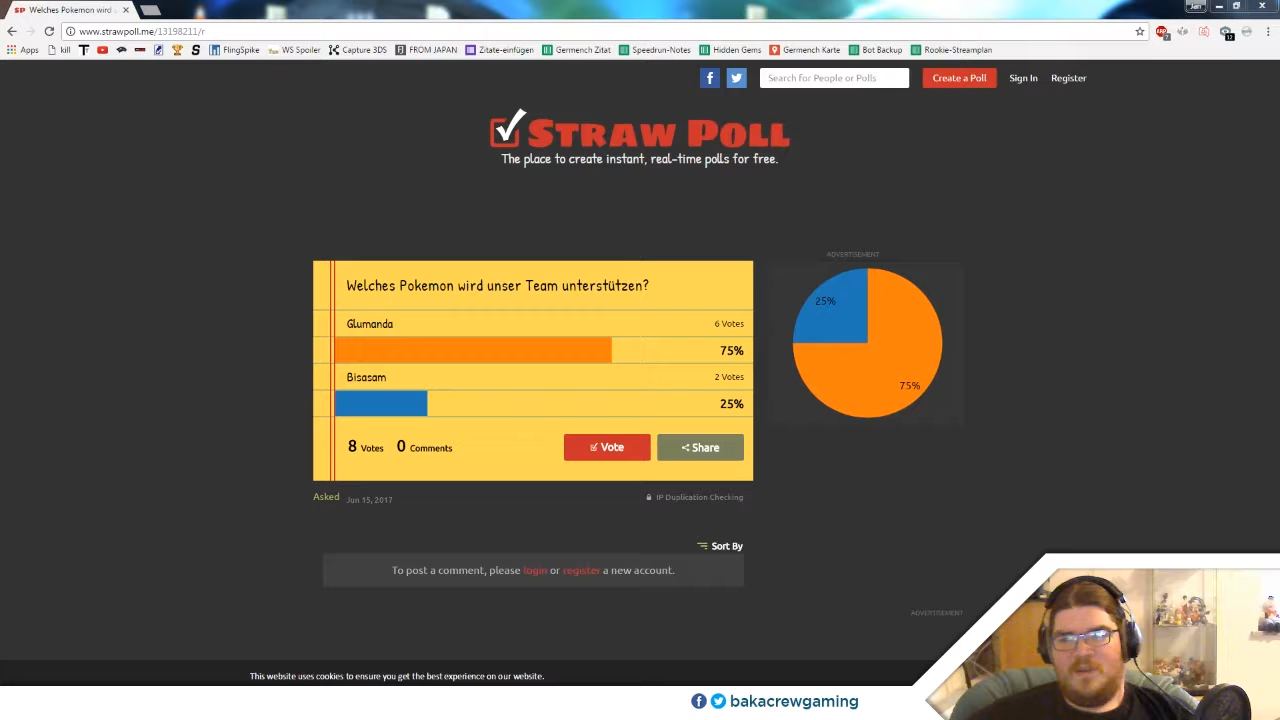 Welches Pokemon wird
Jan
www.strawpoll.me/13198211/r
Apps kill FlingSpike WS Spoiler Capture 3DS FROM JAPAN Zitate-einfüge Germench Zitat Speedrun-Notes Hidden Gems Germench Karte Bot Backup Rookie-Streamplan
Search for People or Polls Create a Poll Sign In Register
STRAW POLL
The place to create instant, real-time polls for free.
ADVERTISEMENT
Welches Pokemon wird unser Team unterstützen?
Glumanda 6 Votes
75%
Bisasam 2 Votes
25%
25%
75%
8 Votes 0 Comments Vote Share
Asked Jun 15, 2017 IP Duplication Checking
Sort By
To post a comment, please login or register a new account.
ADVERTISEMENT
This website uses cookies to ensure you get the best experience on our website.
bakacrewgaming